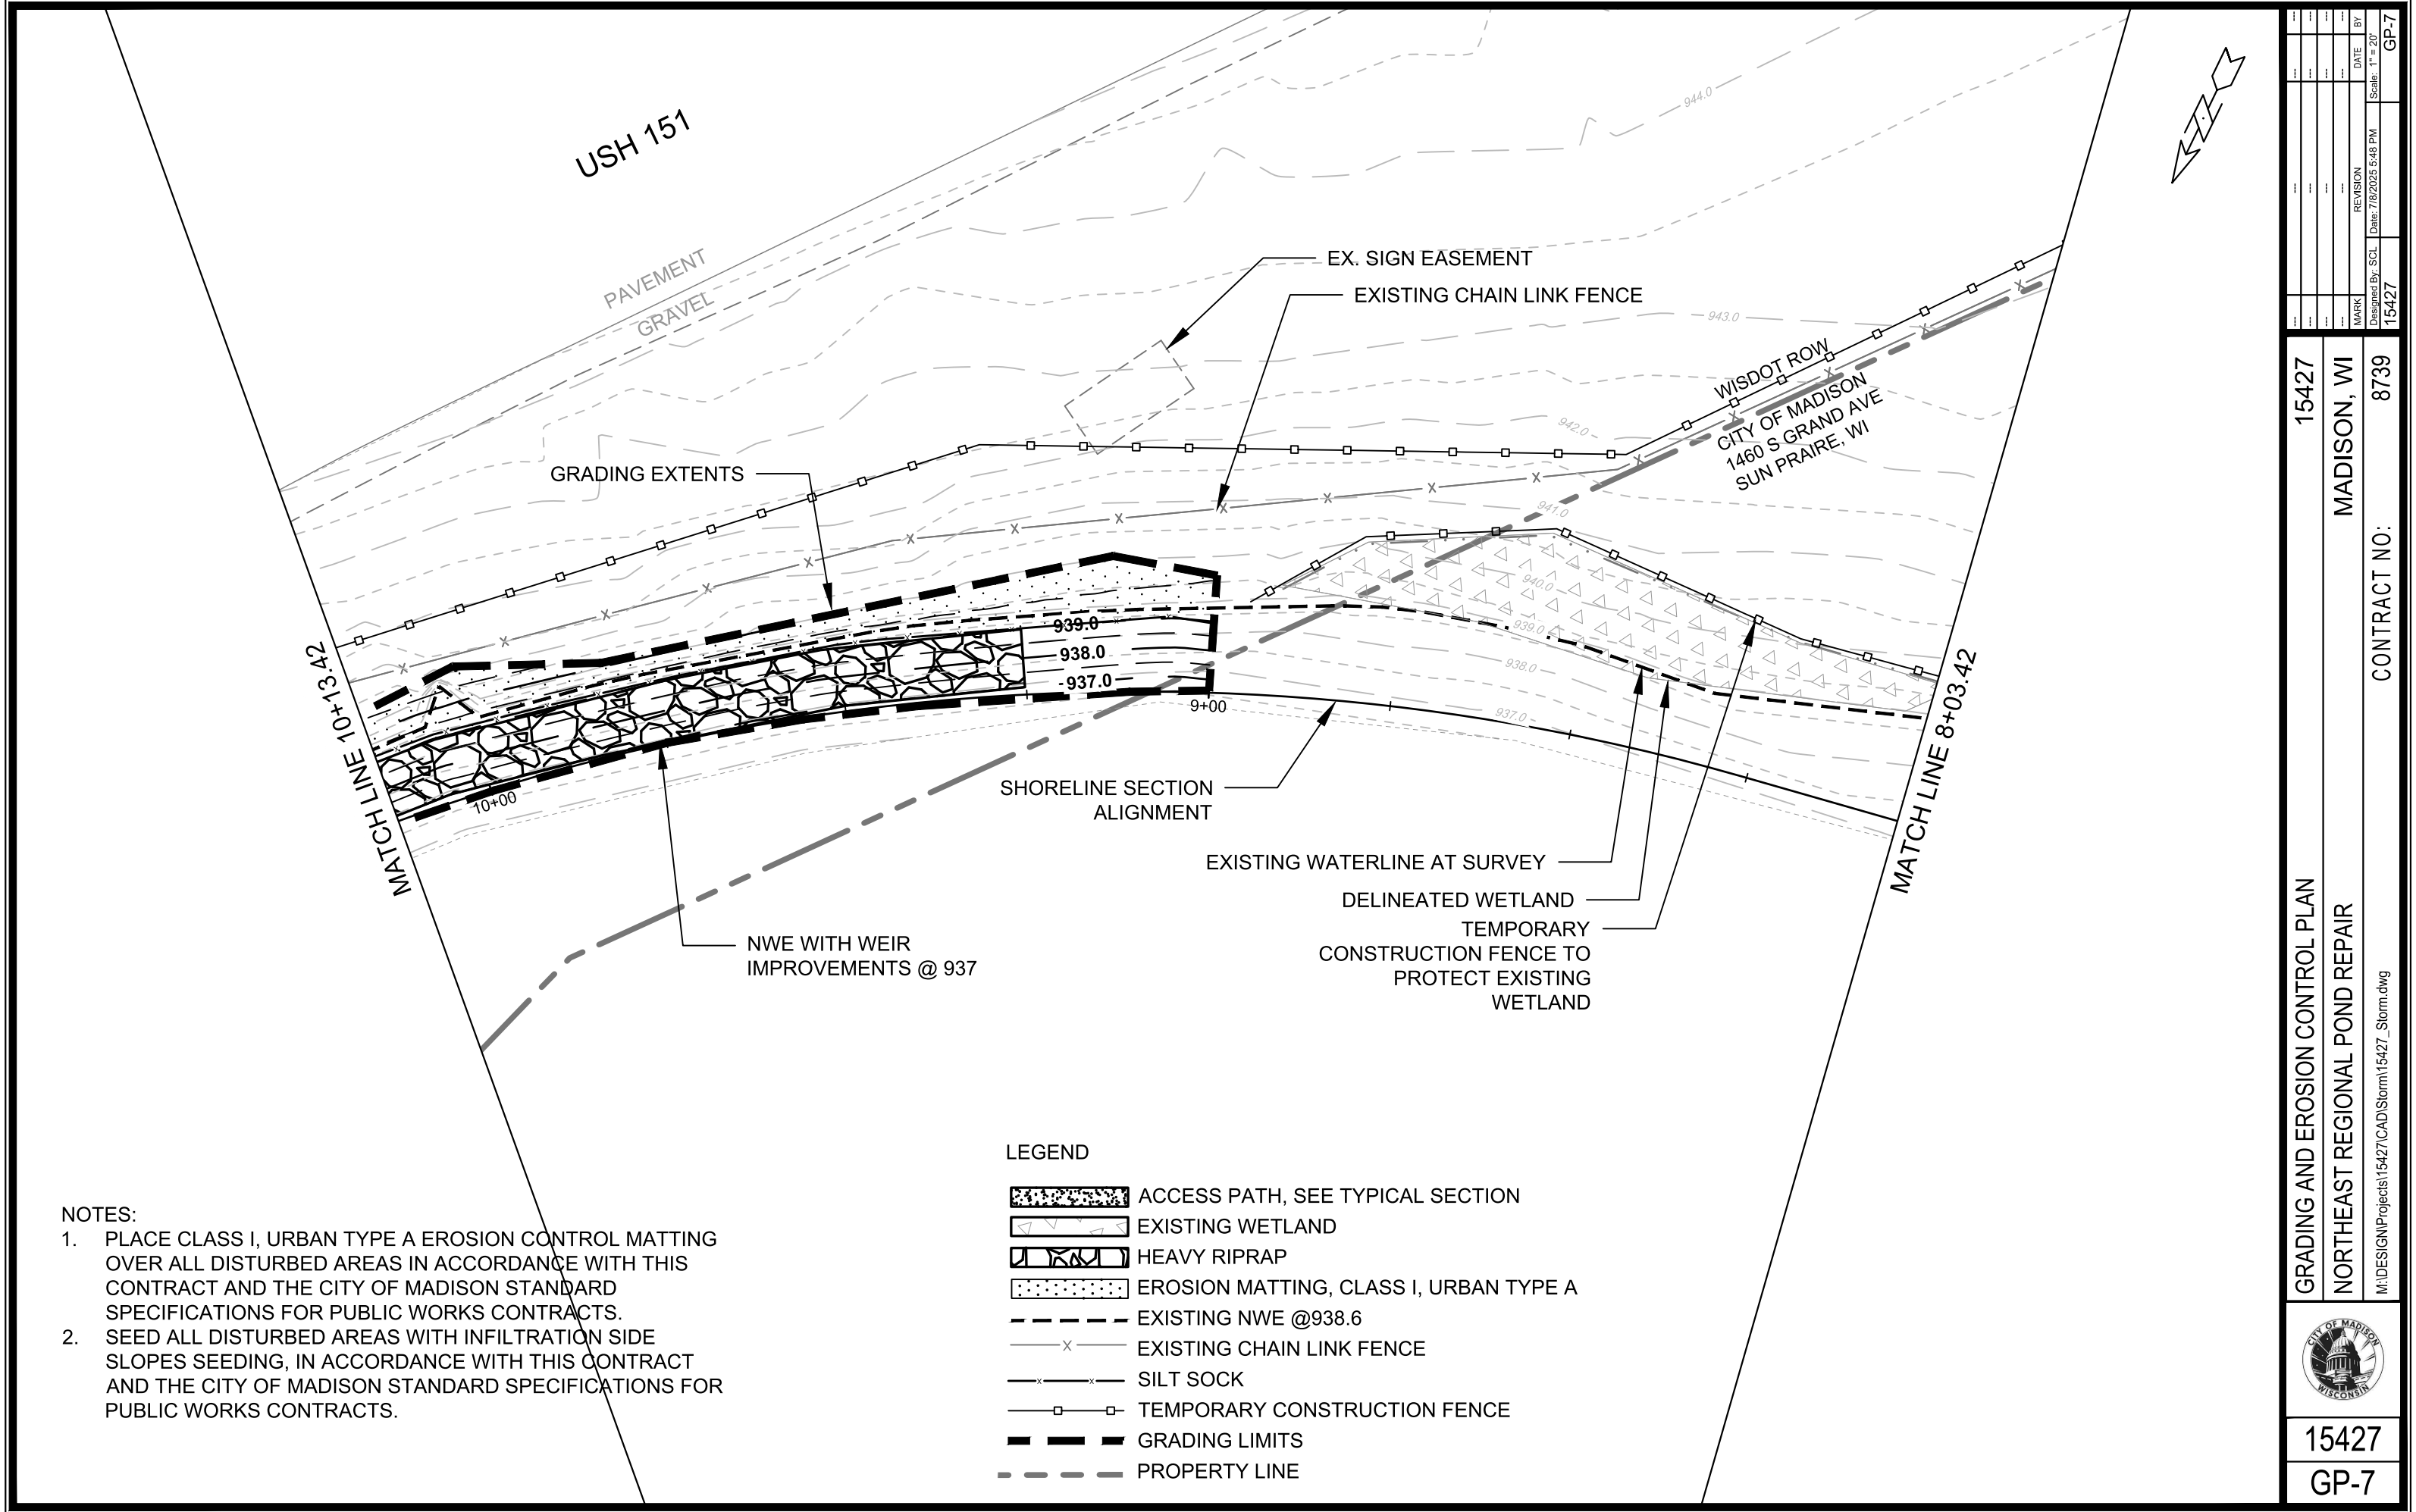 USH 151
PAVEMENT
GRAVEL
944.0
EX. SIGN EASEMENT
EXISTING CHAIN LINK FENCE
943.0
WISDOT ROW
CITY OF MADISON
1460 S GRAND AVE
SUN PRAIRE, WI
942.0
GRADING EXTENTS
941.0
940.0
939.0
939.0
938.0
938.0
937.0
937.0
9+00
10+00
MATCH LINE 10+13.42
MATCH LINE 8+03.42
SHORELINE SECTION
ALIGNMENT
EXISTING WATERLINE AT SURVEY
DELINEATED WETLAND
TEMPORARY
CONSTRUCTION FENCE TO
PROTECT EXISTING
WETLAND
NWE WITH WEIR
IMPROVEMENTS @ 937
LEGEND
ACCESS PATH, SEE TYPICAL SECTION
EXISTING WETLAND
HEAVY RIPRAP
EROSION MATTING, CLASS I, URBAN TYPE A
EXISTING NWE @938.6
EXISTING CHAIN LINK FENCE
SILT SOCK
TEMPORARY CONSTRUCTION FENCE
GRADING LIMITS
PROPERTY LINE
NOTES:
1. PLACE CLASS I, URBAN TYPE A EROSION CONTROL MATTING
OVER ALL DISTURBED AREAS IN ACCORDANCE WITH THIS
CONTRACT AND THE CITY OF MADISON STANDARD
SPECIFICATIONS FOR PUBLIC WORKS CONTRACTS.
2. SEED ALL DISTURBED AREAS WITH INFILTRATION SIDE
SLOPES SEEDING, IN ACCORDANCE WITH THIS CONTRACT
AND THE CITY OF MADISON STANDARD SPECIFICATIONS FOR
PUBLIC WORKS CONTRACTS.
MARK REVISION DATE BY
Designed By: SCL Date: 7/8/2025 5:48 PM Scale: 1" = 20'
15427 GP-7
GRADING AND EROSION CONTROL PLAN 15427
NORTHEAST REGIONAL POND REPAIR MADISON, WI
M:\DESIGN\Projects\15427\CAD\Storm\15427_Storm.dwg CONTRACT NO: 8739
CITY OF MADISON
WISCONSIN
15427
GP-7